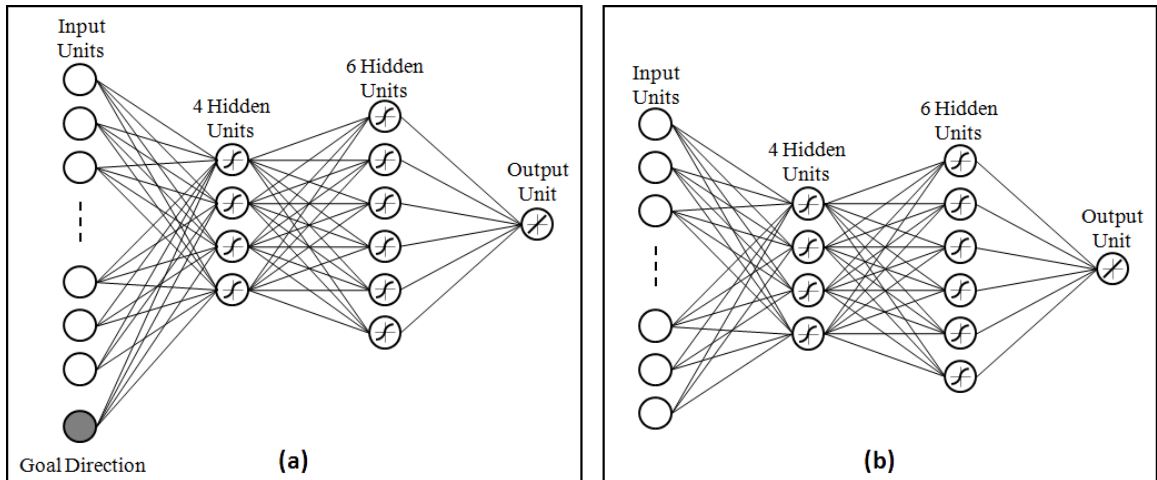 Input
Units
4 Hidden
Units
6 Hidden
Units
Output
Unit
Goal Direction
(a)
Input
Units
4 Hidden
Units
6 Hidden
Units
Output
Unit
(b)